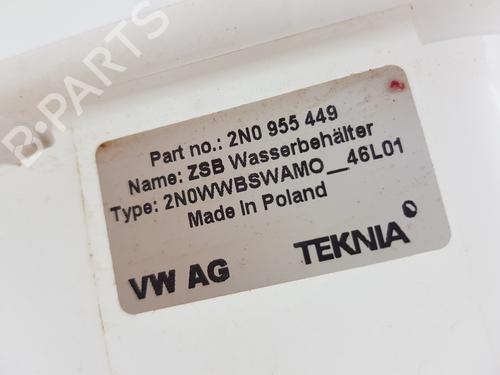 B-PARTS
Part no.: 2N0 955 449
Name: ZSB Wasserbehälter
Type: 2N0WWBSWAMO__46L01
Made In Poland
VW AG
TEKNIA